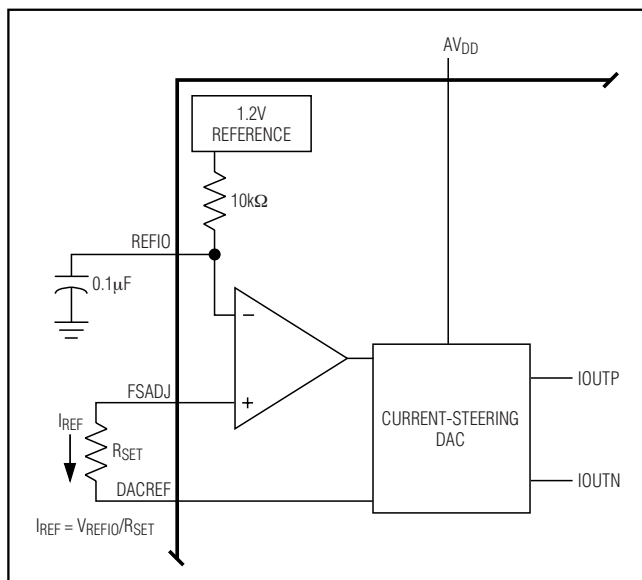 AVDD
1.2V
REFERENCE
10kΩ
REFIO
0.1µF
−
FSADJ
+
IREF
RSET
CURRENT-STEERING
DAC
IOUTP
IOUTN
DACREF
IREF = VREFIO/RSET